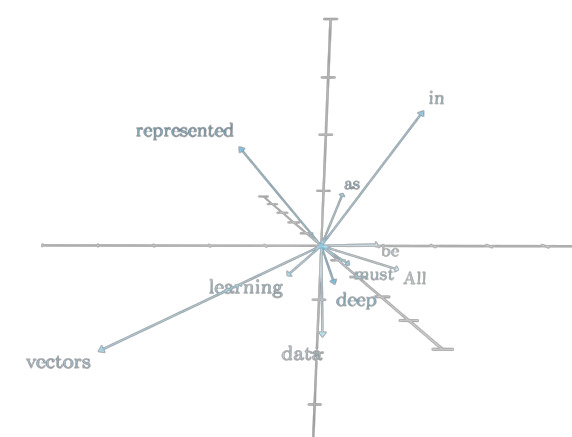 in
represented
as
be
must
All
learning
deep
data
vectors